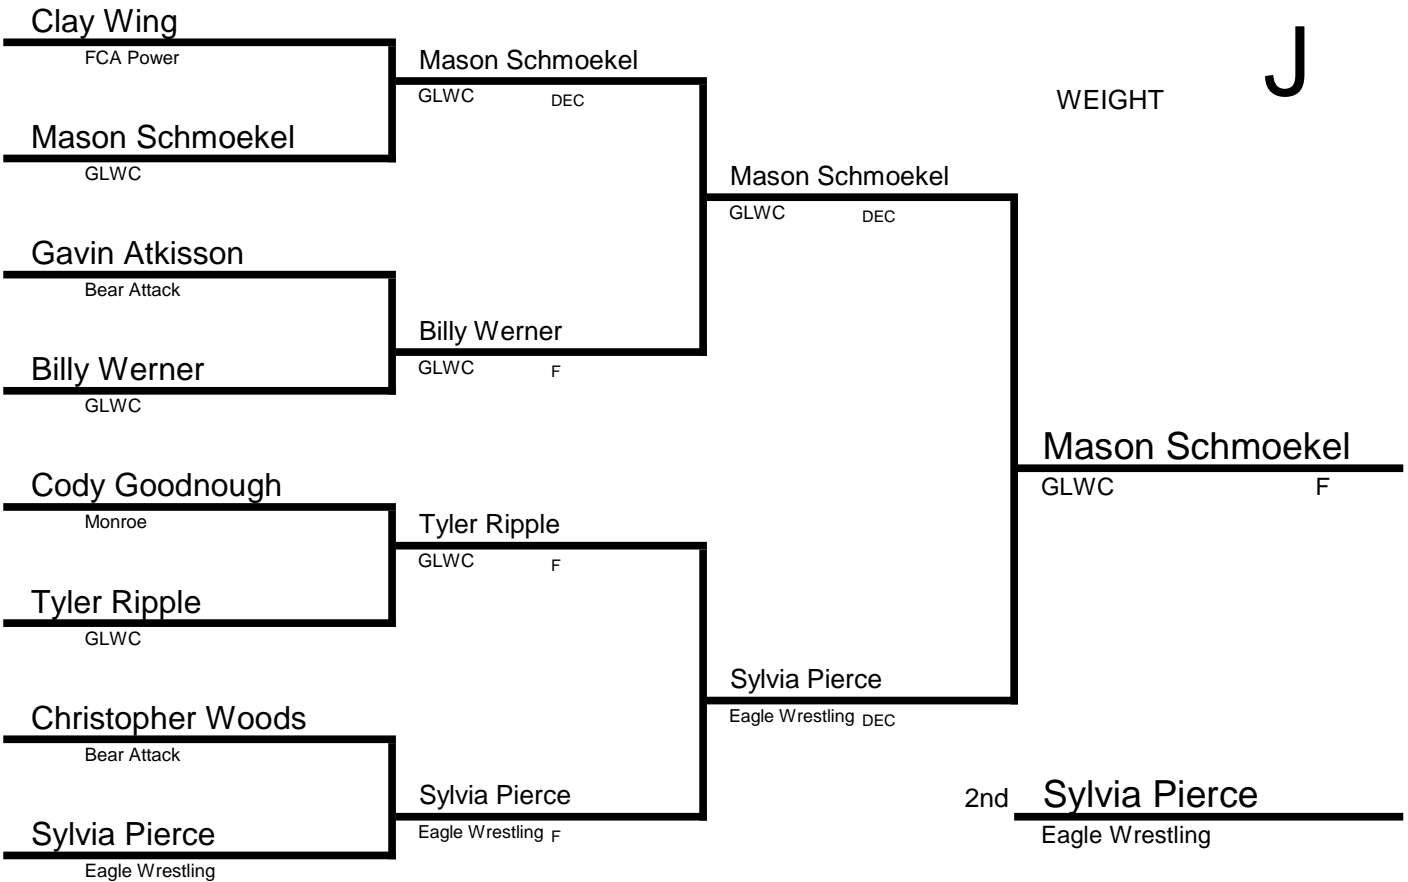 Clay Wing
FCA Power
Mason Schmoekel
GLWC
Gavin Atkisson
Bear Attack
Billy Werner
GLWC
Cody Goodnough
Monroe
Tyler Ripple
GLWC
Christopher Woods
Bear Attack
Sylvia Pierce
Eagle Wrestling
Mason Schmoekel
GLWC DEC
Billy Werner
GLWC F
Tyler Ripple
GLWC F
Sylvia Pierce
Eagle Wrestling F
Mason Schmoekel
GLWC DEC
Sylvia Pierce
Eagle Wrestling DEC
WEIGHT J
Mason Schmoekel
GLWC F
2nd Sylvia Pierce
Eagle Wrestling